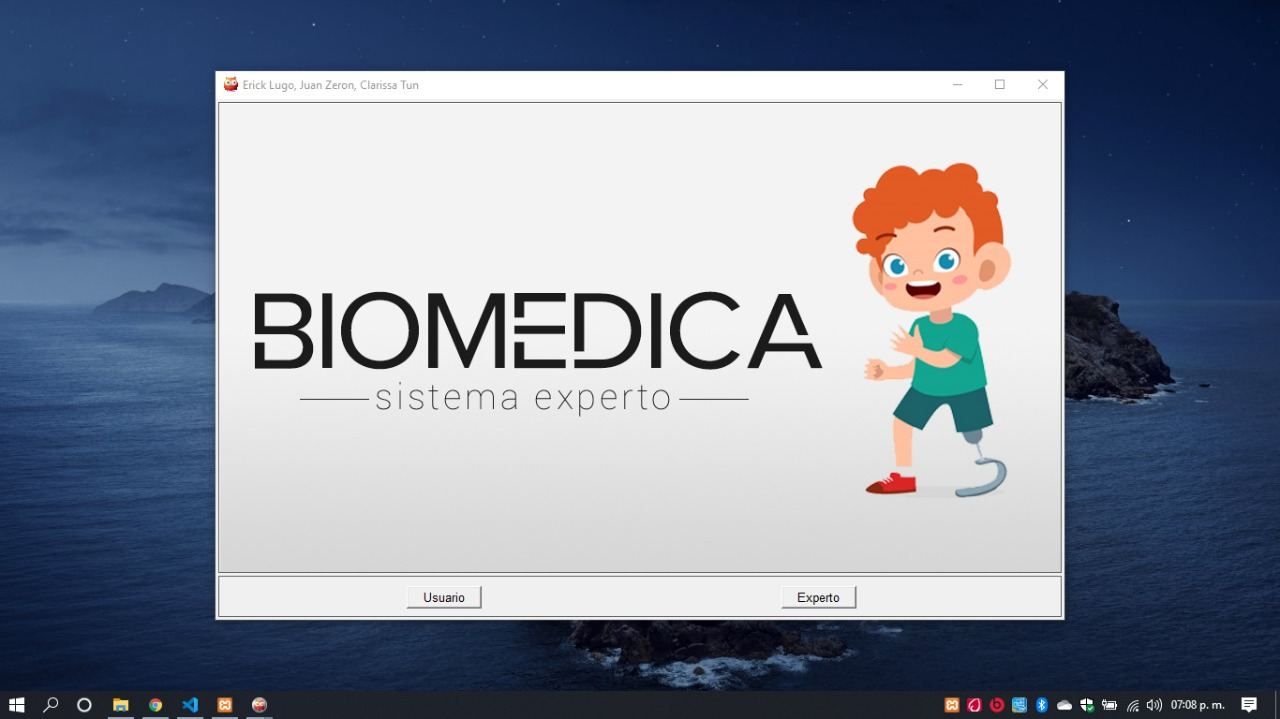 Erick Lugo, Juan Zeron, Clarissa Tun
BIOMEDICA
sistema experto
Usuario
Experto
07:08 p. m.